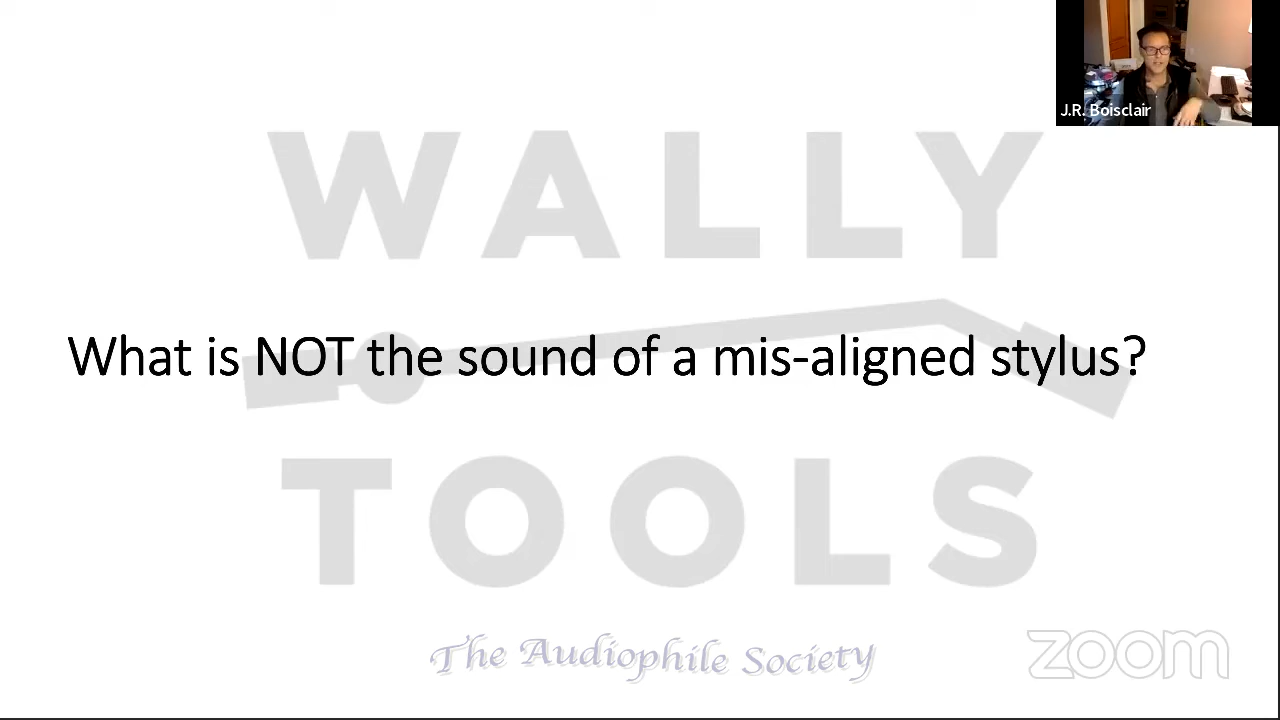 J.R. Boisclair
WALLY
What is NOT the sound of a mis-aligned stylus?
TOOLS
The Audiophile Society
zoom